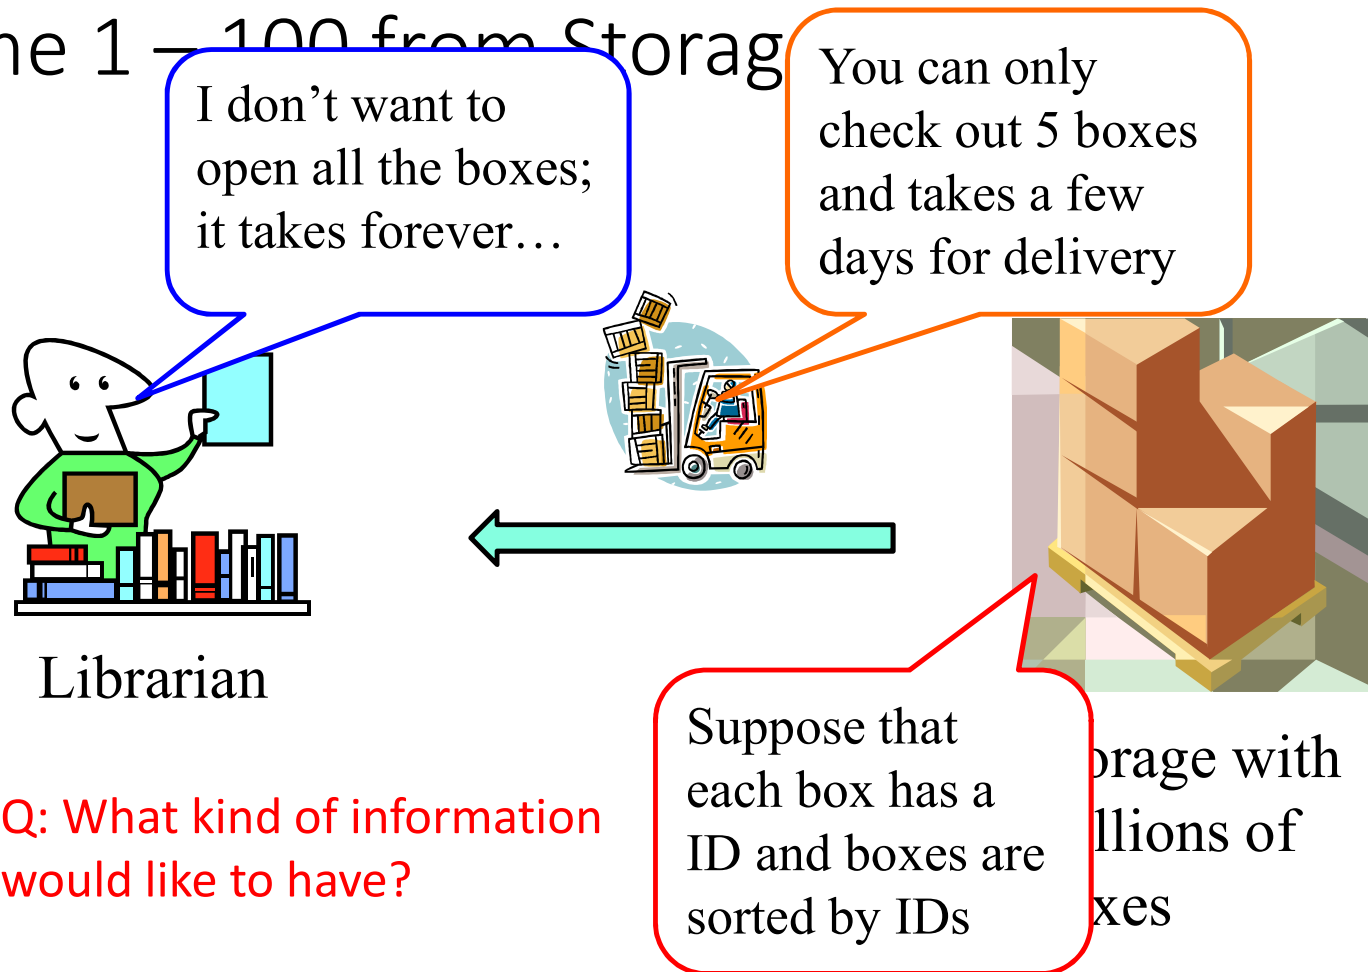 ne 1 – 100 from Storag
I don’t want to
open all the boxes;
it takes forever…
You can only
check out 5 boxes
and takes a few
days for delivery
Librarian
Suppose that
each box has a
ID and boxes are
sorted by IDs
orage with
llions of
xes
Q: What kind of information
would like to have?